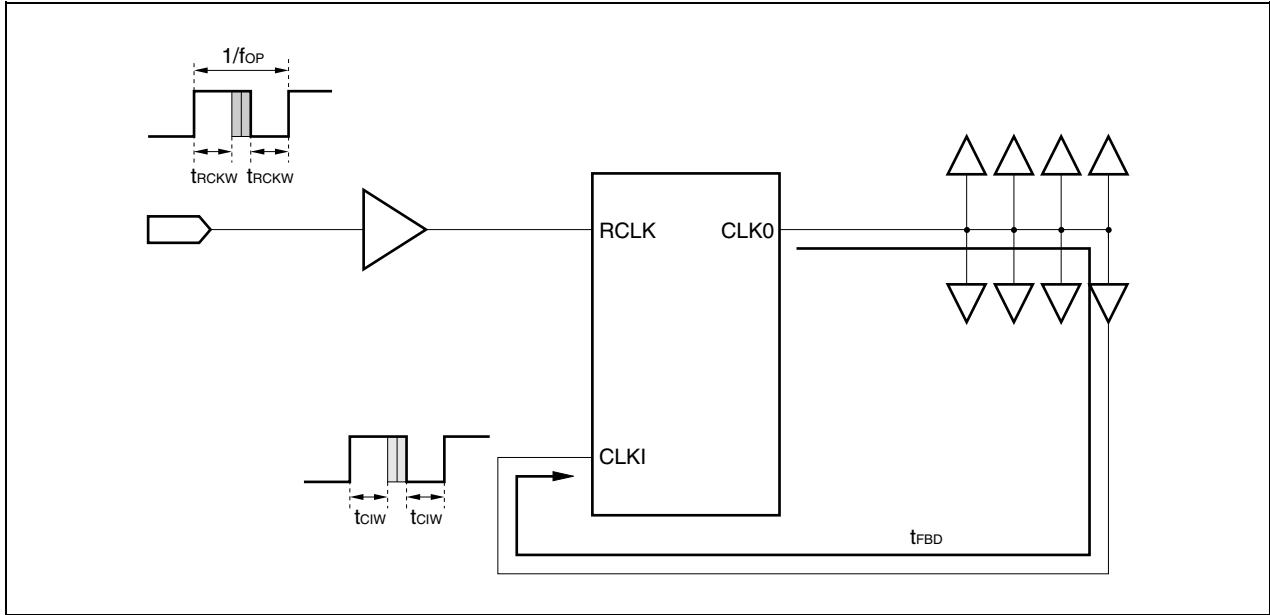 1/fOP
tRCKW tRCKW
RCLK CLK0
CLKI
tCIW tCIW
tFBD